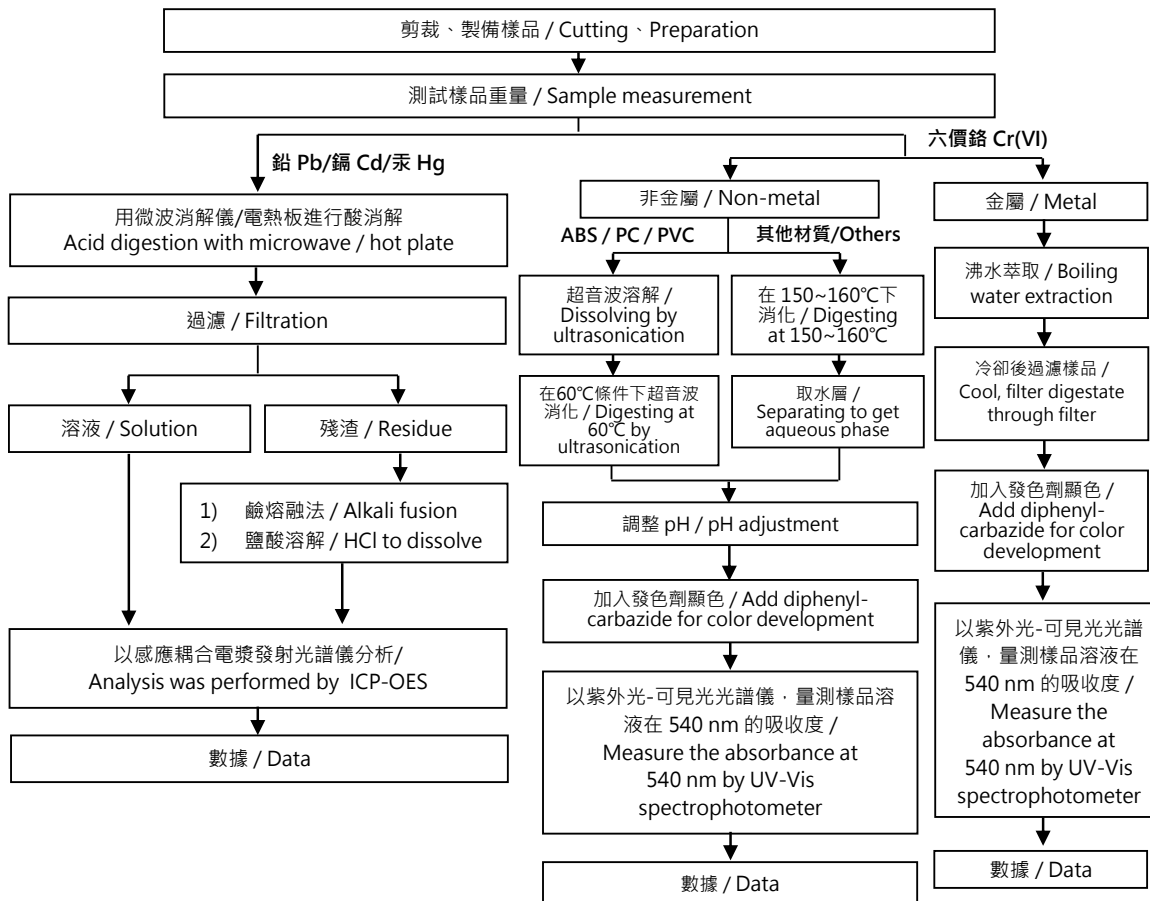 剪裁、製備樣品 / Cutting、Preparation
測試樣品重量 / Sample measurement
鉛 Pb/鎘 Cd/汞 Hg
用微波消解儀/電熱板進行酸消解
Acid digestion with microwave / hot plate
過濾 / Filtration
溶液 / Solution
殘渣 / Residue
1) 鹼熔融法 / Alkali fusion
2) 鹽酸溶解 / HCl to dissolve
以感應耦合電漿發射光譜儀分析/
Analysis was performed by ICP-OES
數據 / Data
六價鉻 Cr(VI)
非金屬 / Non-metal
ABS / PC / PVC
超音波溶解 /
Dissolving by
ultrasonication
在60℃條件下超音波
消化 / Digesting at
60℃ by
ultrasonication
其他材質/Others
在 150~160℃下
消化 / Digesting
at 150~160℃
取水層 /
Separating to get
aqueous phase
調整 pH / pH adjustment
加入發色劑顯色 / Add diphenyl-
carbazide for color development
以紫外光-可見光光譜儀，量測樣品溶
液在 540 nm 的吸收度 /
Measure the absorbance at
540 nm by UV-Vis
spectrophotometer
數據 / Data
金屬 / Metal
沸水萃取 / Boiling
water extraction
冷卻後過濾樣品 /
Cool, filter digestate
through filter
加入發色劑顯色 /
Add diphenyl-
carbazide for color
development
以紫外光-可見光光譜
儀，量測樣品溶液在
540 nm 的吸收度 /
Measure the
absorbance at
540 nm by UV-Vis
spectrophotometer
數據 / Data